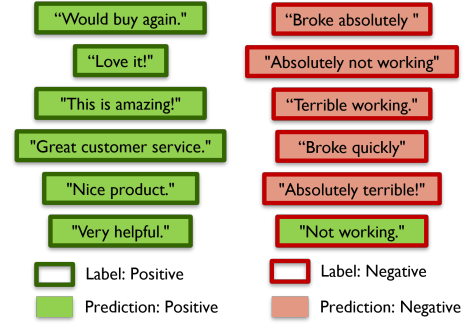 “Would buy again."
“Love it!"
"This is amazing!"
"Great customer service."
"Nice product."
"Very helpful."
Label: Positive
Prediction: Positive
“Broke absolutely "
"Absolutely not working"
“Terrible working."
“Broke quickly"
"Absolutely terrible!"
"Not working."
Label: Negative
Prediction: Negative